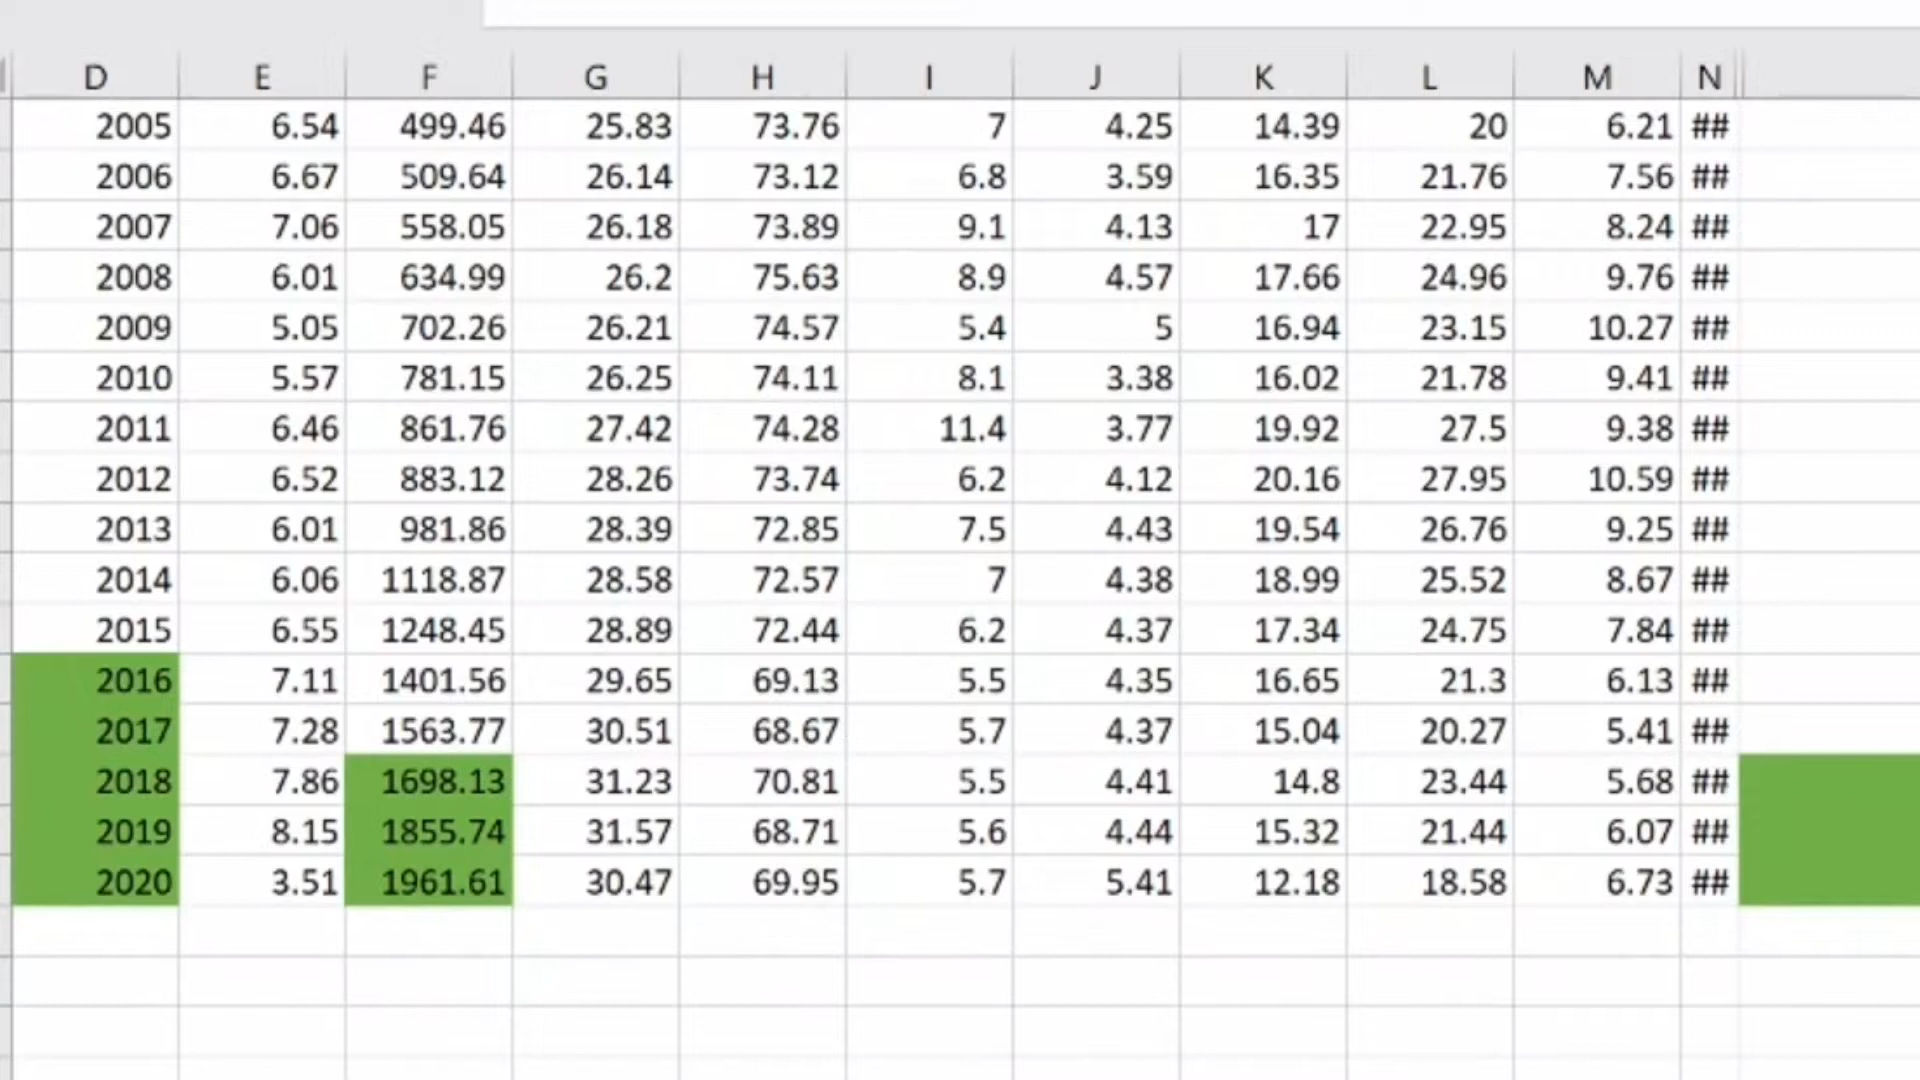 D E F G H I J K L M N
2005 6.54 499.46 25.83 73.76 7 4.25 14.39 20 6.21 ##
2006 6.67 509.64 26.14 73.12 6.8 3.59 16.35 21.76 7.56 ##
2007 7.06 558.05 26.18 73.89 9.1 4.13 17 22.95 8.24 ##
2008 6.01 634.99 26.2 75.63 8.9 4.57 17.66 24.96 9.76 ##
2009 5.05 702.26 26.21 74.57 5.4 5 16.94 23.15 10.27 ##
2010 5.57 781.15 26.25 74.11 8.1 3.38 16.02 21.78 9.41 ##
2011 6.46 861.76 27.42 74.28 11.4 3.77 19.92 27.5 9.38 ##
2012 6.52 883.12 28.26 73.74 6.2 4.12 20.16 27.95 10.59 ##
2013 6.01 981.86 28.39 72.85 7.5 4.43 19.54 26.76 9.25 ##
2014 6.06 1118.87 28.58 72.57 7 4.38 18.99 25.52 8.67 ##
2015 6.55 1248.45 28.89 72.44 6.2 4.37 17.34 24.75 7.84 ##
2016 7.11 1401.56 29.65 69.13 5.5 4.35 16.65 21.3 6.13 ##
2017 7.28 1563.77 30.51 68.67 5.7 4.37 15.04 20.27 5.41 ##
2018 7.86 1698.13 31.23 70.81 5.5 4.41 14.8 23.44 5.68 ##
2019 8.15 1855.74 31.57 68.71 5.6 4.44 15.32 21.44 6.07 ##
2020 3.51 1961.61 30.47 69.95 5.7 5.41 12.18 18.58 6.73 ##